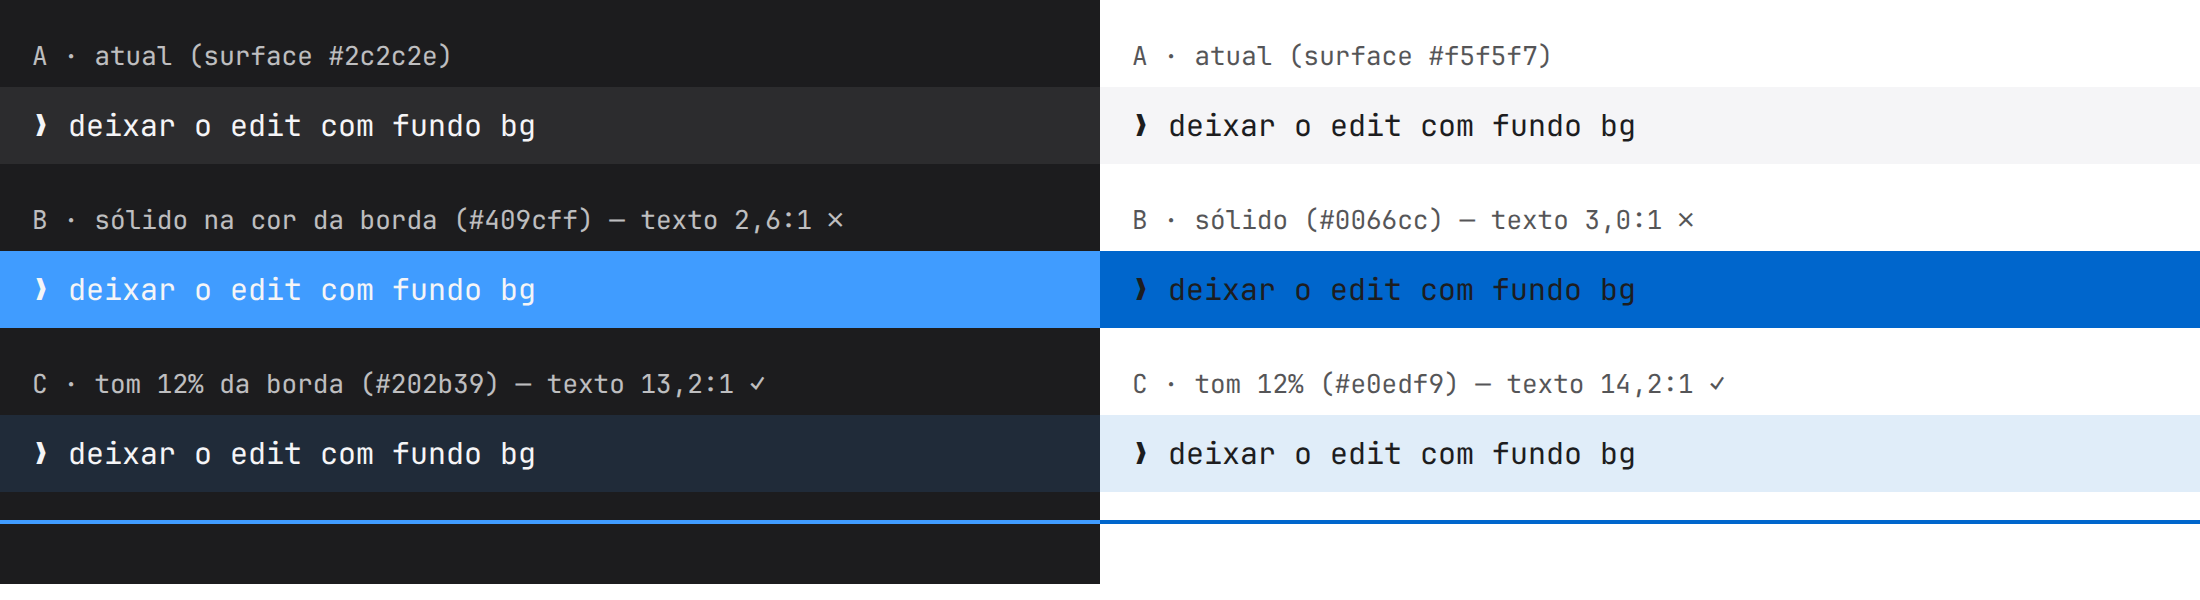 A · atual (surface #2c2c2e)
❱ deixar o edit com fundo bg
B · sólido na cor da borda (#409cff) — texto 2,6:1 ×
❱ deixar o edit com fundo bg
C · tom 12% da borda (#202b39) — texto 13,2:1 ✓
❱ deixar o edit com fundo bg
A · atual (surface #f5f5f7)
❱ deixar o edit com fundo bg
B · sólido (#0066cc) — texto 3,0:1 ×
❱ deixar o edit com fundo bg
C · tom 12% (#e0edf9) — texto 14,2:1 ✓
❱ deixar o edit com fundo bg